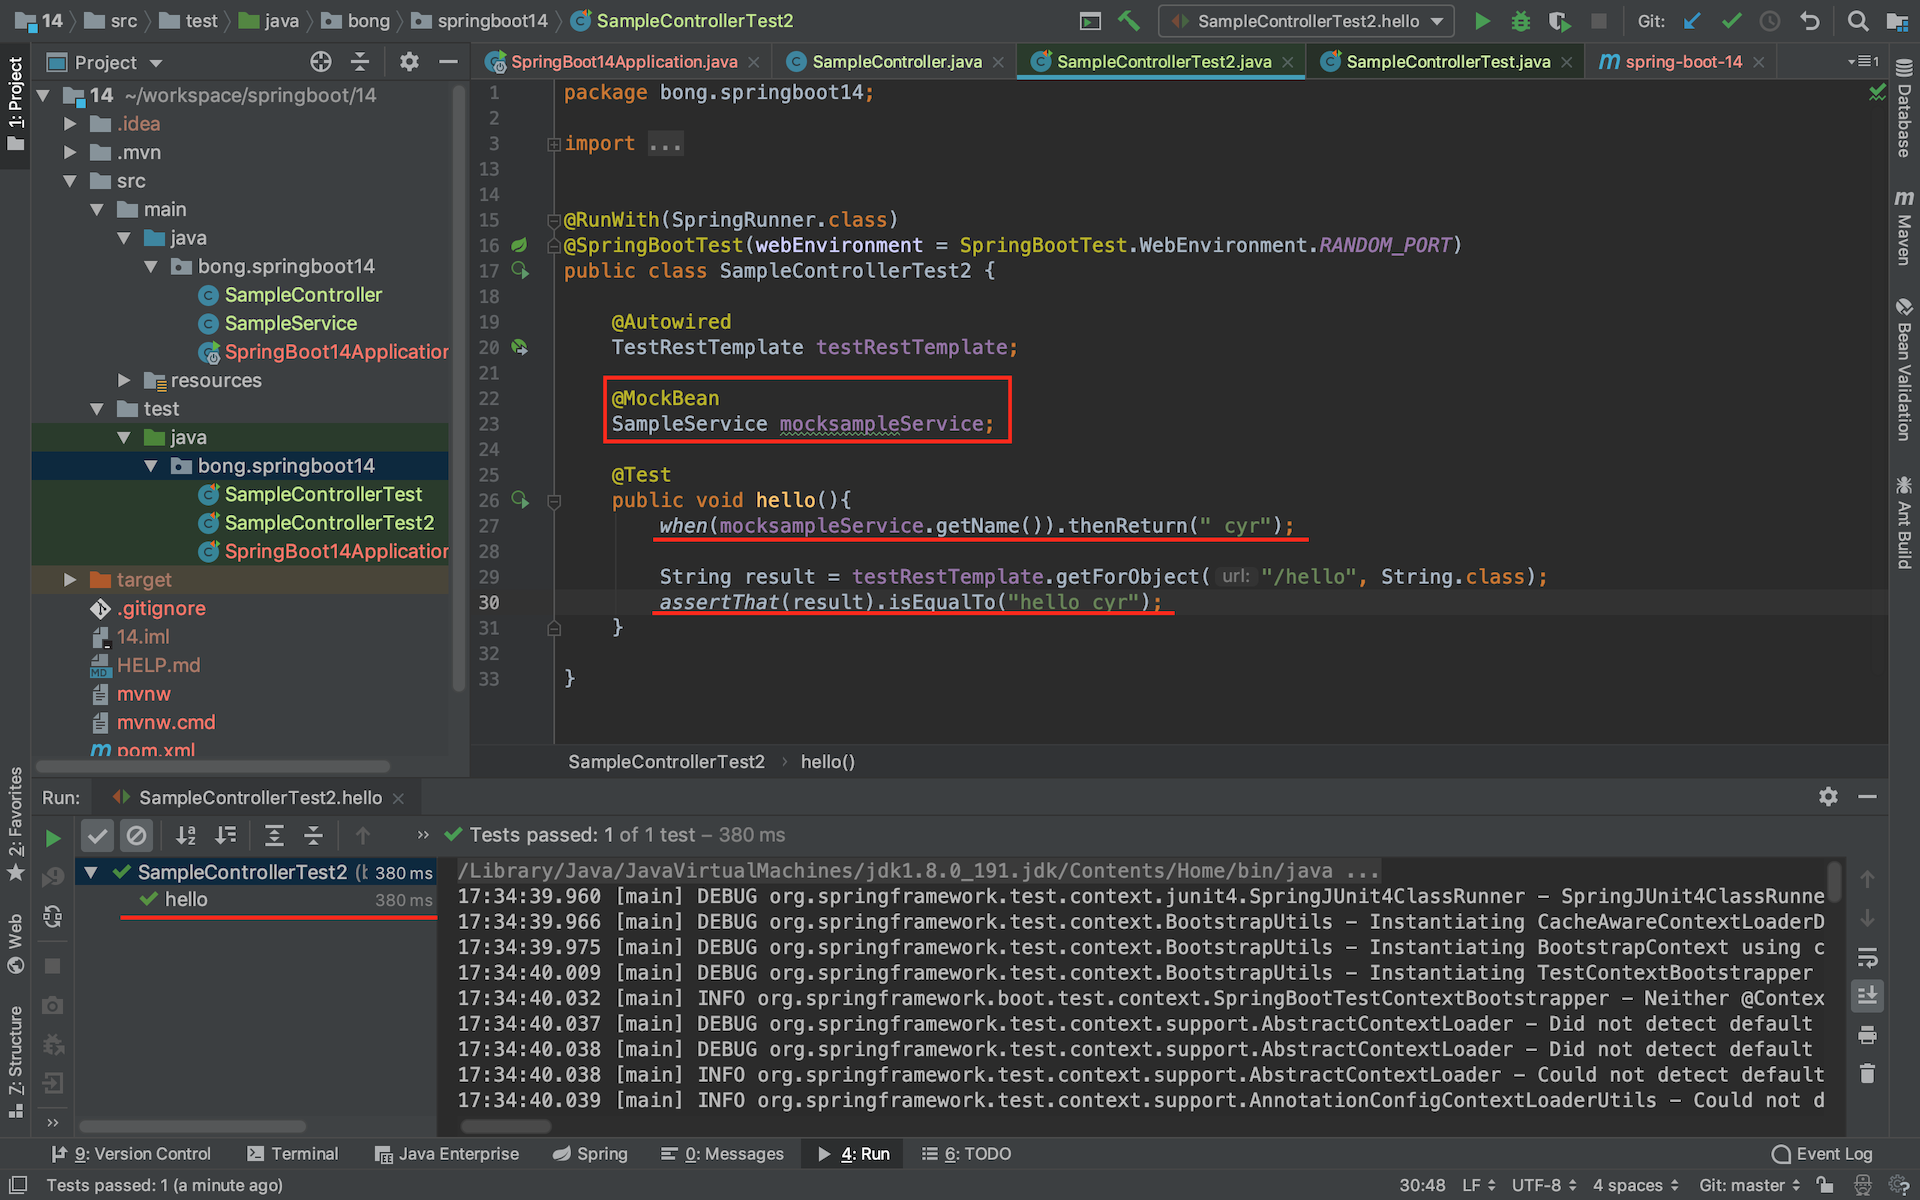 14 src test java bong springboot14 SampleControllerTest2 SampleControllerTest2.hello Git:
Project SpringBoot14Application.java SampleController.java SampleControllerTest2.java SampleControllerTest.java m spring-boot-14 1
1: Project
2: Favorites
Web
Z: Structure
14 ~/workspace/springboot/14
.idea
.mvn
src
main
java
bong.springboot14
SampleController
SampleService
SpringBoot14Application
resources
test
java
bong.springboot14
SampleControllerTest
SampleControllerTest2
SpringBoot14Application
target
.gitignore
14.iml
HELP.md
mvnw
mvnw.cmd
pom.xml
1 package bong.springboot14;
2
3 import ...
13
14
15 @RunWith(SpringRunner.class)
16 @SpringBootTest(webEnvironment = SpringBootTest.WebEnvironment.RANDOM_PORT)
17 public class SampleControllerTest2 {
18
19 @Autowired
20 TestRestTemplate testRestTemplate;
21
22 @MockBean
23 SampleService mocksampleService;
24
25 @Test
26 public void hello(){
27 when(mocksampleService.getName()).thenReturn(" cyr");
28
29 String result = testRestTemplate.getForObject( url: "/hello", String.class);
30 assertThat(result).isEqualTo("hello cyr");
31 }
32
33 }
SampleControllerTest2 › hello()
Database
m Maven
Bean Validation
Ant Build
Run: SampleControllerTest2.hello
Tests passed: 1 of 1 test – 380 ms
SampleControllerTest2 (b 380 ms
hello 380 ms
/Library/Java/JavaVirtualMachines/jdk1.8.0_191.jdk/Contents/Home/bin/java ...
17:34:39.960 [main] DEBUG org.springframework.test.context.junit4.SpringJUnit4ClassRunner – SpringJUnit4ClassRunne
17:34:39.966 [main] DEBUG org.springframework.test.context.BootstrapUtils – Instantiating CacheAwareContextLoaderD
17:34:39.975 [main] DEBUG org.springframework.test.context.BootstrapUtils – Instantiating BootstrapContext using c
17:34:40.009 [main] DEBUG org.springframework.test.context.BootstrapUtils – Instantiating TestContextBootstrapper
17:34:40.032 [main] INFO org.springframework.boot.test.context.SpringBootTestContextBootstrapper – Neither @Contex
17:34:40.037 [main] DEBUG org.springframework.test.context.support.AbstractContextLoader – Did not detect default
17:34:40.038 [main] DEBUG org.springframework.test.context.support.AbstractContextLoader – Did not detect default
17:34:40.038 [main] INFO org.springframework.test.context.support.AbstractContextLoader – Could not detect default
17:34:40.039 [main] INFO org.springframework.test.context.support.AnnotationConfigContextLoaderUtils – Could not d
9: Version Control Terminal Java Enterprise Spring 0: Messages 4: Run 6: TODO Event Log
Tests passed: 1 (a minute ago) 30:48 LF UTF-8 4 spaces Git: master